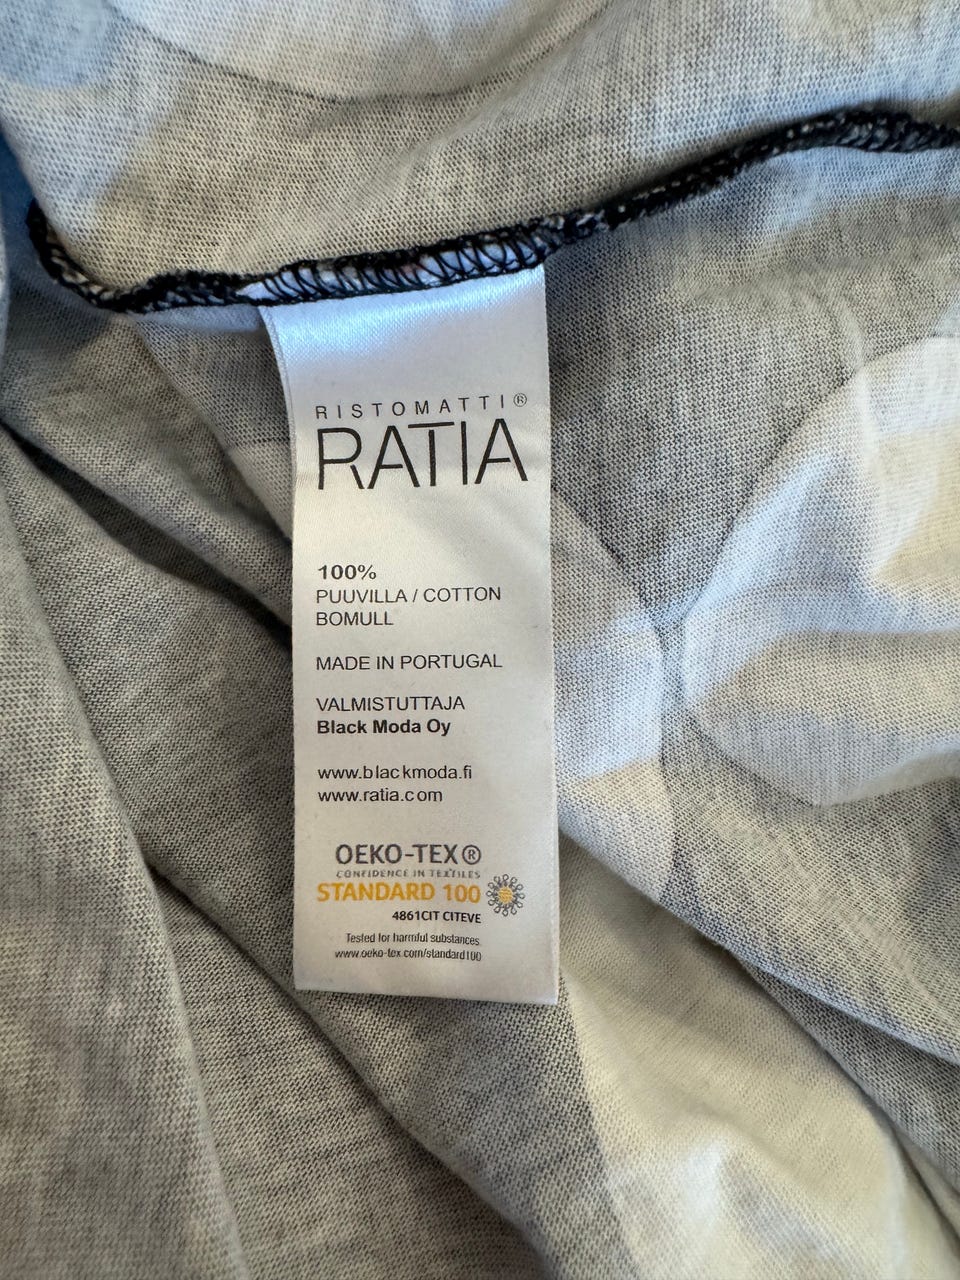 RISTOMATTI®
RATIA
100%
PUUVILLA / COTTON
BOMULL
MADE IN PORTUGAL
VALMISTUTTAJA
Black Moda Oy
www.blackmoda.fi
www.ratia.com
OEKO-TEX®
CONFIDENCE IN TEXTILES
STANDARD 100
4861CIT CITEVE
Tested for harmful substances
www.oeko-tex.com/standard100